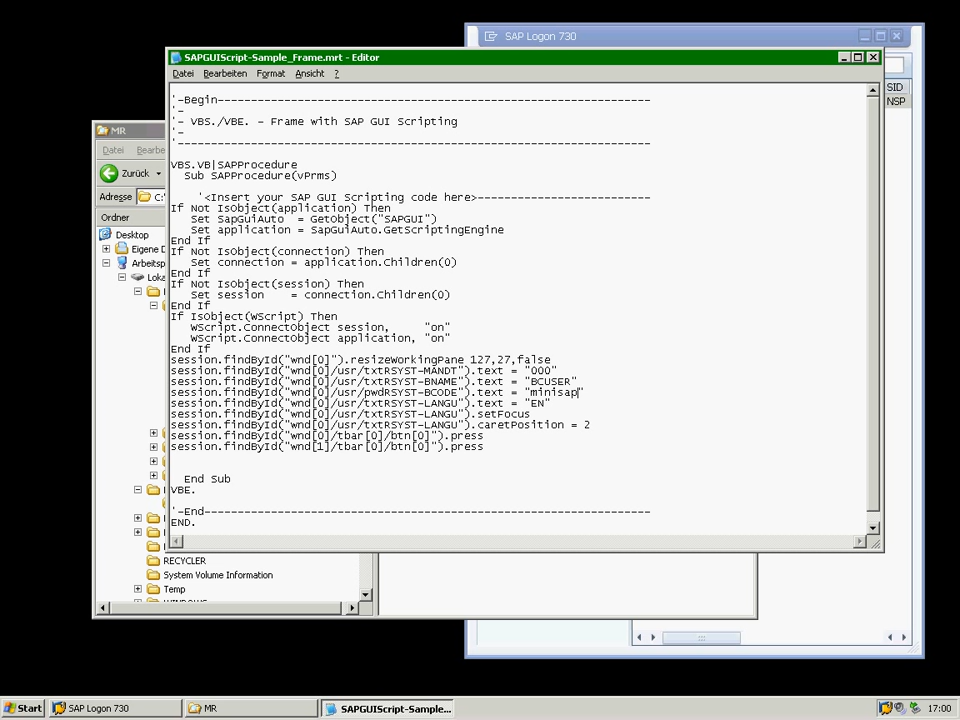 SAP Logon 730
SAPGUIScript-Sample_Frame.mrt - Editor
Datei Bearbeiten Format Ansicht ?
SID
NSP
MR
Datei Bearbe
Zurück
Adresse C:
Ordner
Desktop
Eigene D
Arbeitsp
Loka
'-Begin-----------------------------------------------------------------
'-
'- VBS./VBE. - Frame with SAP GUI Scripting
'-
'-----------------------------------------------------------------------
VBS.VB|SAPProcedure
Sub SAPProcedure(vPrms)
'<Insert your SAP GUI Scripting code here>--------------------------
If Not IsObject(application) Then
Set SapGuiAuto = GetObject("SAPGUI")
Set application = SapGuiAuto.GetScriptingEngine
End If
If Not IsObject(connection) Then
Set connection = application.Children(0)
End If
If Not IsObject(session) Then
Set session = connection.Children(0)
End If
If IsObject(WScript) Then
WScript.ConnectObject session, "on"
WScript.ConnectObject application, "on"
End If
session.findById("wnd[0]").resizeWorkingPane 127,27,false
session.findById("wnd[0]/usr/txtRSYST-MANDT").text = "000"
session.findById("wnd[0]/usr/txtRSYST-BNAME").text = "BCUSER"
session.findById("wnd[0]/usr/pwdRSYST-BCODE").text = "minisap"
session.findById("wnd[0]/usr/txtRSYST-LANGU").text = "EN"
session.findById("wnd[0]/usr/txtRSYST-LANGU").setFocus
session.findById("wnd[0]/usr/txtRSYST-LANGU").caretPosition = 2
session.findById("wnd[0]/tbar[0]/btn[0]").press
session.findById("wnd[1]/tbar[0]/btn[0]").press
End Sub
VBE.
'-End-------------------------------------------------------------------
END.
RECYCLER
System Volume Information
Temp
Start SAP Logon 730 MR SAPGUIScript-Sample... 17:00